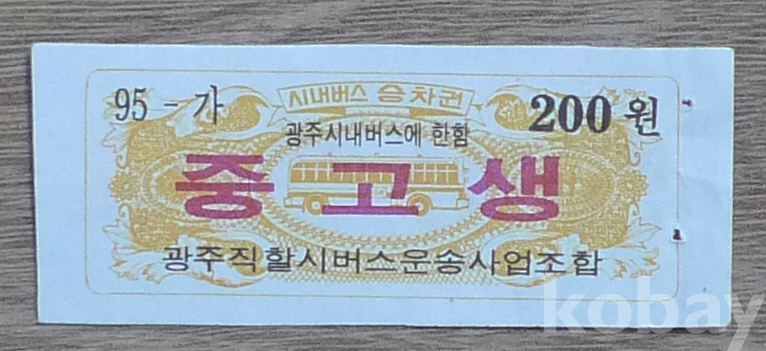 시내버스 승차권
95 - 가
200 원
광주시내버스에 한함
중고생
광주직할시버스운송사업조합
kobay